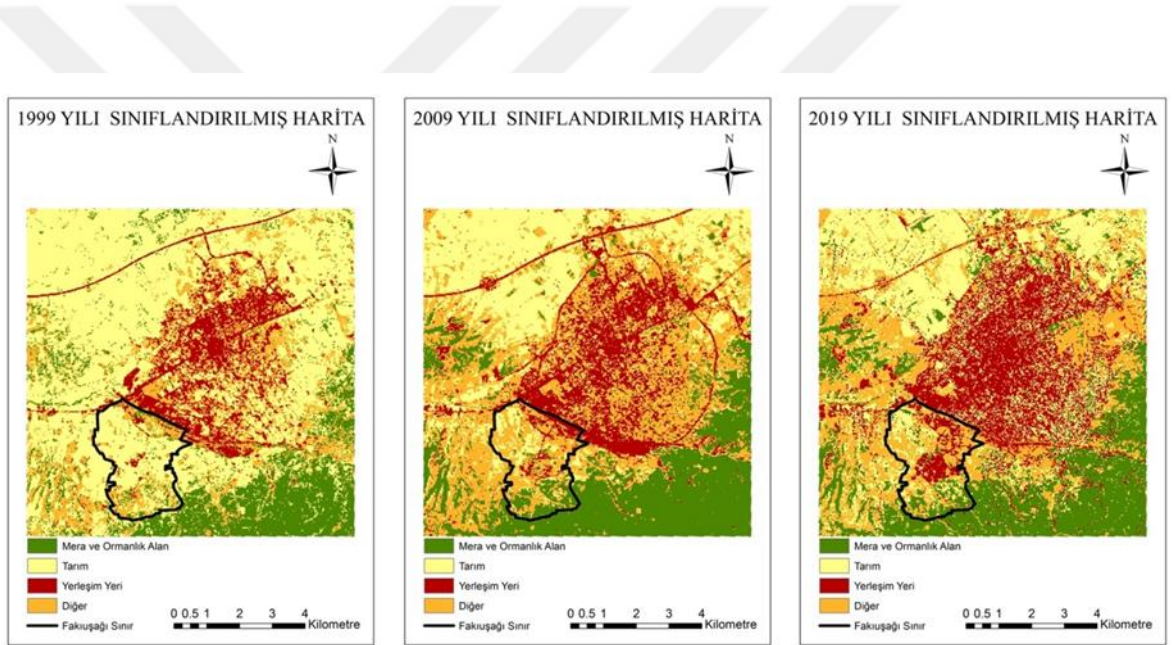 1999 YILI SINIFLANDIRILMIŞ HARİTA
N
Mera ve Ormanlık Alan
Tarım
Yerleşim Yeri
Diğer
Fakıuşağı Sınır
0 0.5 1 2 3 4
Kilometre
2009 YILI SINIFLANDIRILMIŞ HARİTA
N
Mera ve Ormanlık Alan
Tarım
Yerleşim Yeri
Diğer
Fakıuşağı Sınır
0 0.5 1 2 3 4
Kilometre
2019 YILI SINIFLANDIRILMIŞ HARİTA
N
Mera ve Ormanlık Alan
Tarım
Yerleşim Yeri
Diğer
Fakıuşağı Sınır
0 0.5 1 2 3 4
Kilometre